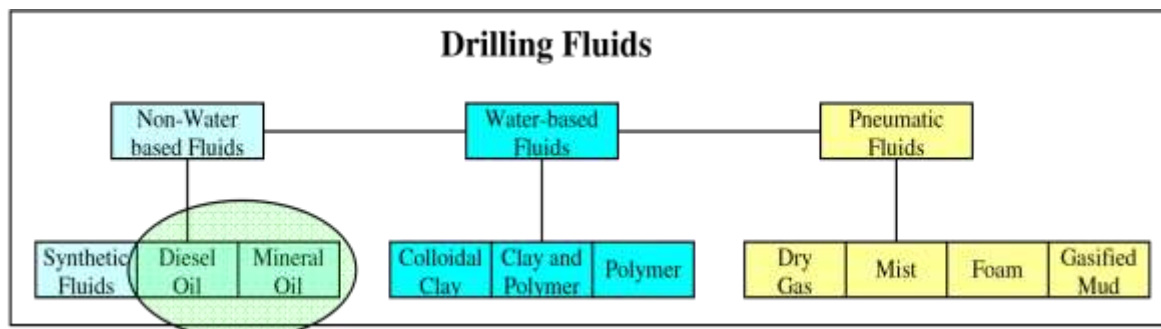 Drilling Fluids
Non-Water
based Fluids
Water-based
Fluids
Pneumatic
Fluids
Synthetic
Fluids
Diesel
Oil
Mineral
Oil
Colloidal
Clay
Clay and
Polymer
Polymer
Dry
Gas
Mist
Foam
Gasified
Mud